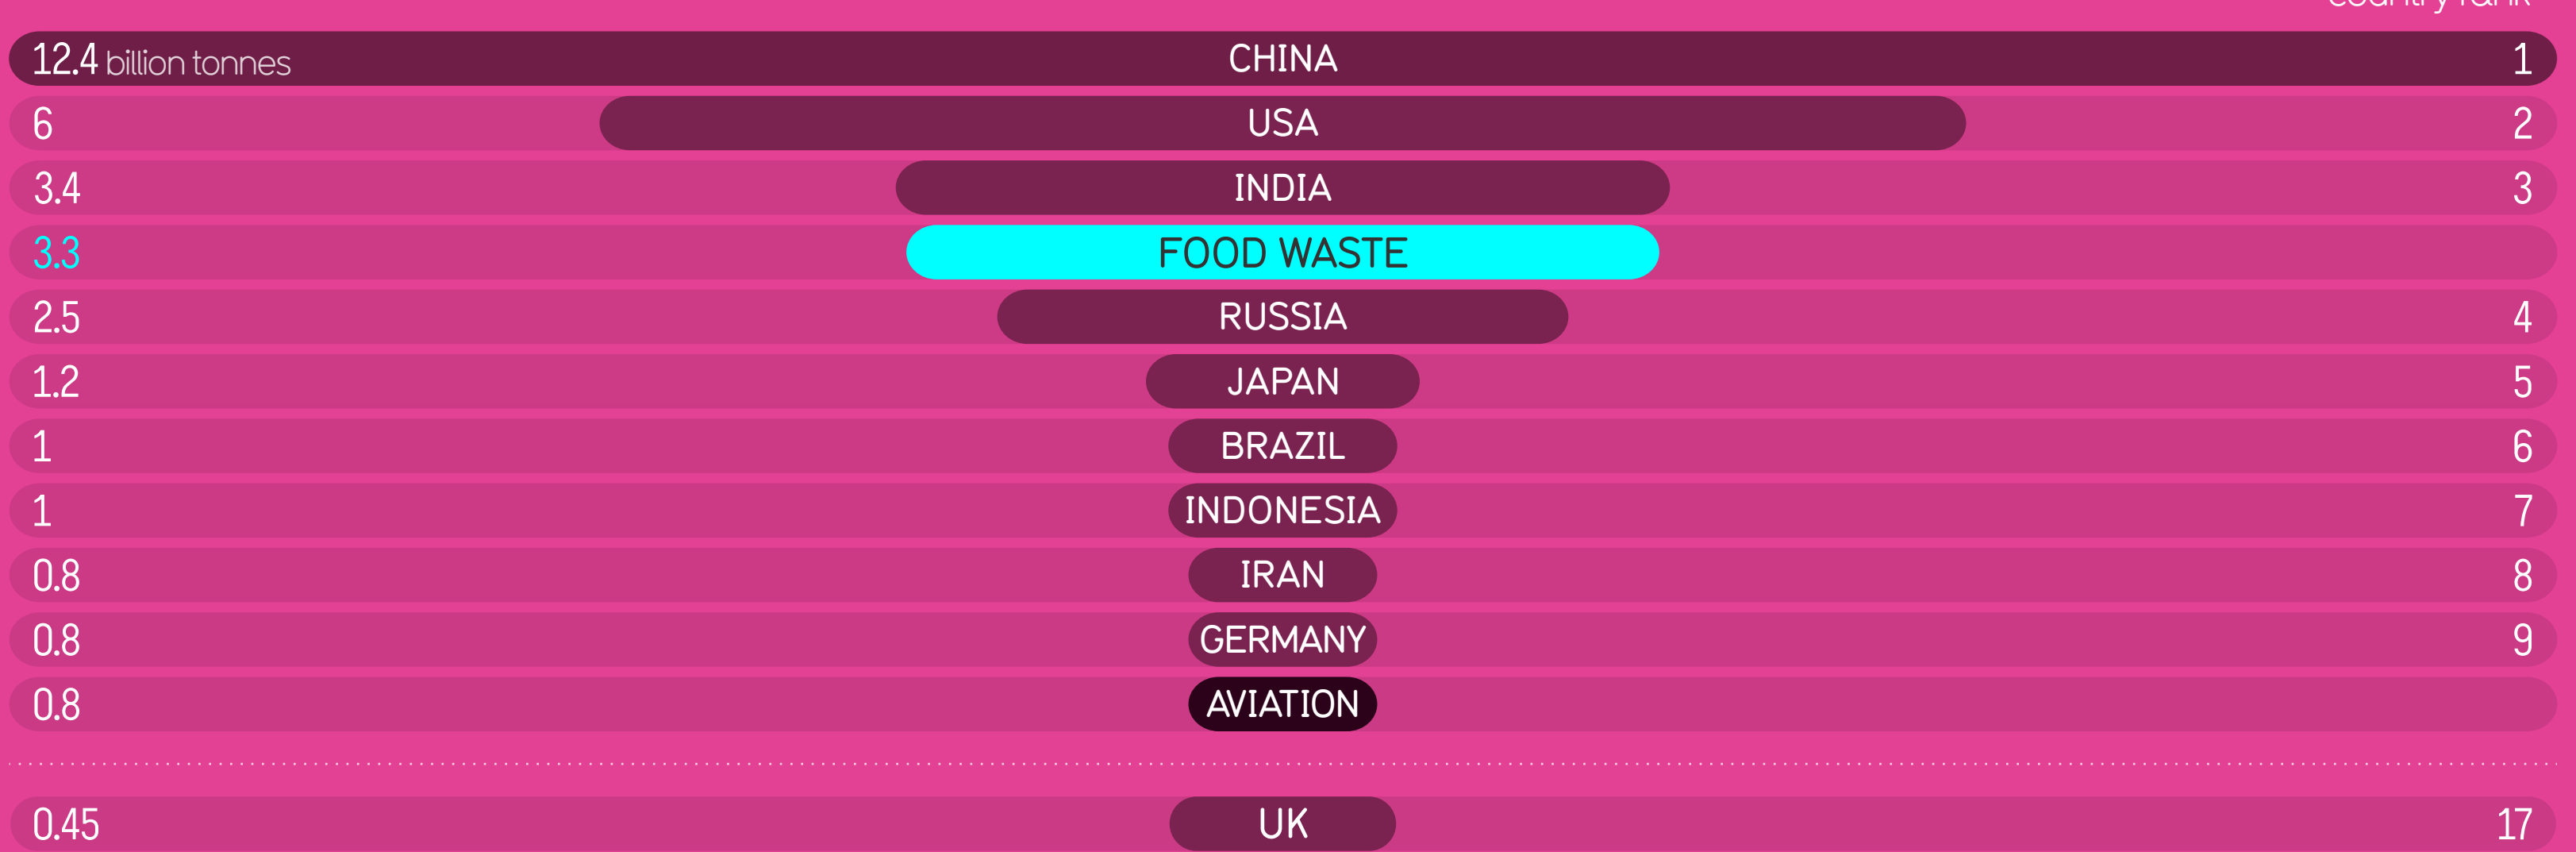 country rank
12.4 billion tonnes CHINA 1
6 USA 2
3.4 INDIA 3
3.3 FOOD WASTE
2.5 RUSSIA 4
1.2 JAPAN 5
1 BRAZIL 6
1 INDONESIA 7
0.8 IRAN 8
0.8 GERMANY 9
0.8 AVIATION
0.45 UK 17